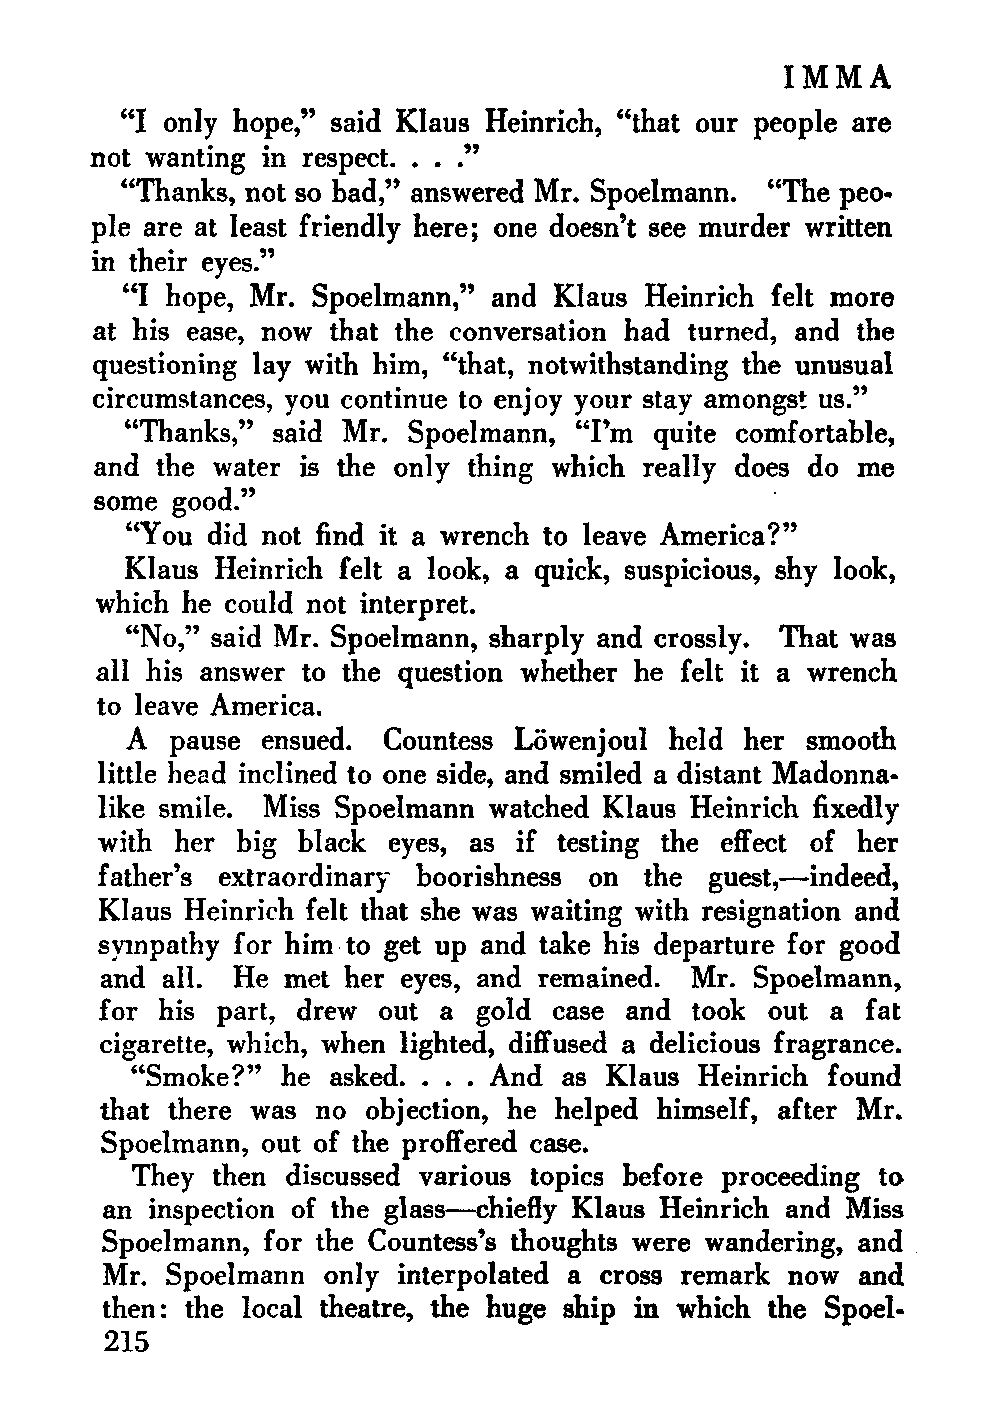 IMMA
“I only hope,” said Klaus Heinrich, “that our people are
not wanting in respect. . . .”
“Thanks, not so bad,” answered Mr. Spoelmann. “The peo-
ple are at least friendly here; one doesn’t see murder written
in their eyes.”
“I hope, Mr. Spoelmann,” and Klaus Heinrich felt more
at his ease, now that the conversation had turned, and the
questioning lay with him, “that, notwithstanding the unusual
circumstances, you continue to enjoy your stay amongst us.”
“Thanks,” said Mr. Spoelmann, “I’m quite comfortable,
and the water is the only thing which really does do me
some good.”
“You did not find it a wrench to leave America?”
Klaus Heinrich felt a look, a quick, suspicious, shy look,
which he could not interpret.
“No,” said Mr. Spoelmann, sharply and crossly. That was
all his answer to the question whether he felt it a wrench
to leave America.
A pause ensued. Countess Löwenjoul held her smooth
little head inclined to one side, and smiled a distant Madonna-
like smile. Miss Spoelmann watched Klaus Heinrich fixedly
with her big black eyes, as if testing the effect of her
father’s extraordinary boorishness on the guest,—indeed,
Klaus Heinrich felt that she was waiting with resignation and
sympathy for him to get up and take his departure for good
and all. He met her eyes, and remained. Mr. Spoelmann,
for his part, drew out a gold case and took out a fat
cigarette, which, when lighted, diffused a delicious fragrance.
“Smoke?” he asked. . . . And as Klaus Heinrich found
that there was no objection, he helped himself, after Mr.
Spoelmann, out of the proffered case.
They then discussed various topics before proceeding to
an inspection of the glass—chiefly Klaus Heinrich and Miss
Spoelmann, for the Countess’s thoughts were wandering, and
Mr. Spoelmann only interpolated a cross remark now and
then: the local theatre, the huge ship in which the Spoel-
215